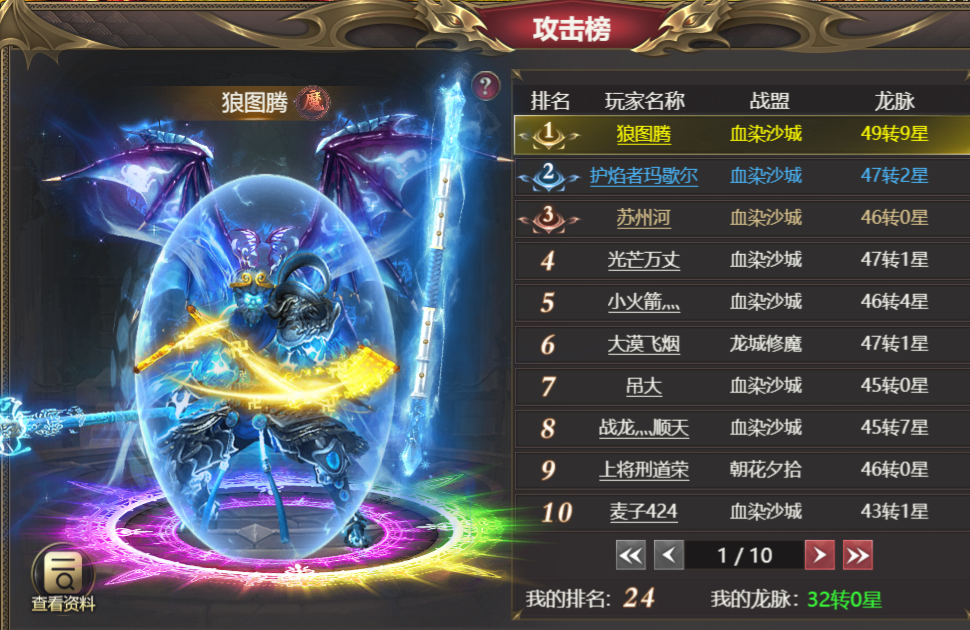 攻击榜
狼图腾 魔
?
排名 玩家名称 战盟 龙脉
1 狼图腾 血染沙城 49转9星
2 护焰者玛歇尔 血染沙城 47转2星
3 苏州河 血染沙城 46转0星
4 光芒万丈 血染沙城 47转1星
5 小火箭灬 血染沙城 46转4星
6 大漠飞烟 龙城修魔 47转1星
7 吊大 血染沙城 45转0星
8 战龙灬顺天 血染沙城 45转7星
9 上将刑道荣 朝花夕拾 46转0星
10 麦子424 血染沙城 43转1星
1 / 10
查看资料
我的排名: 24 我的龙脉: 32转0星